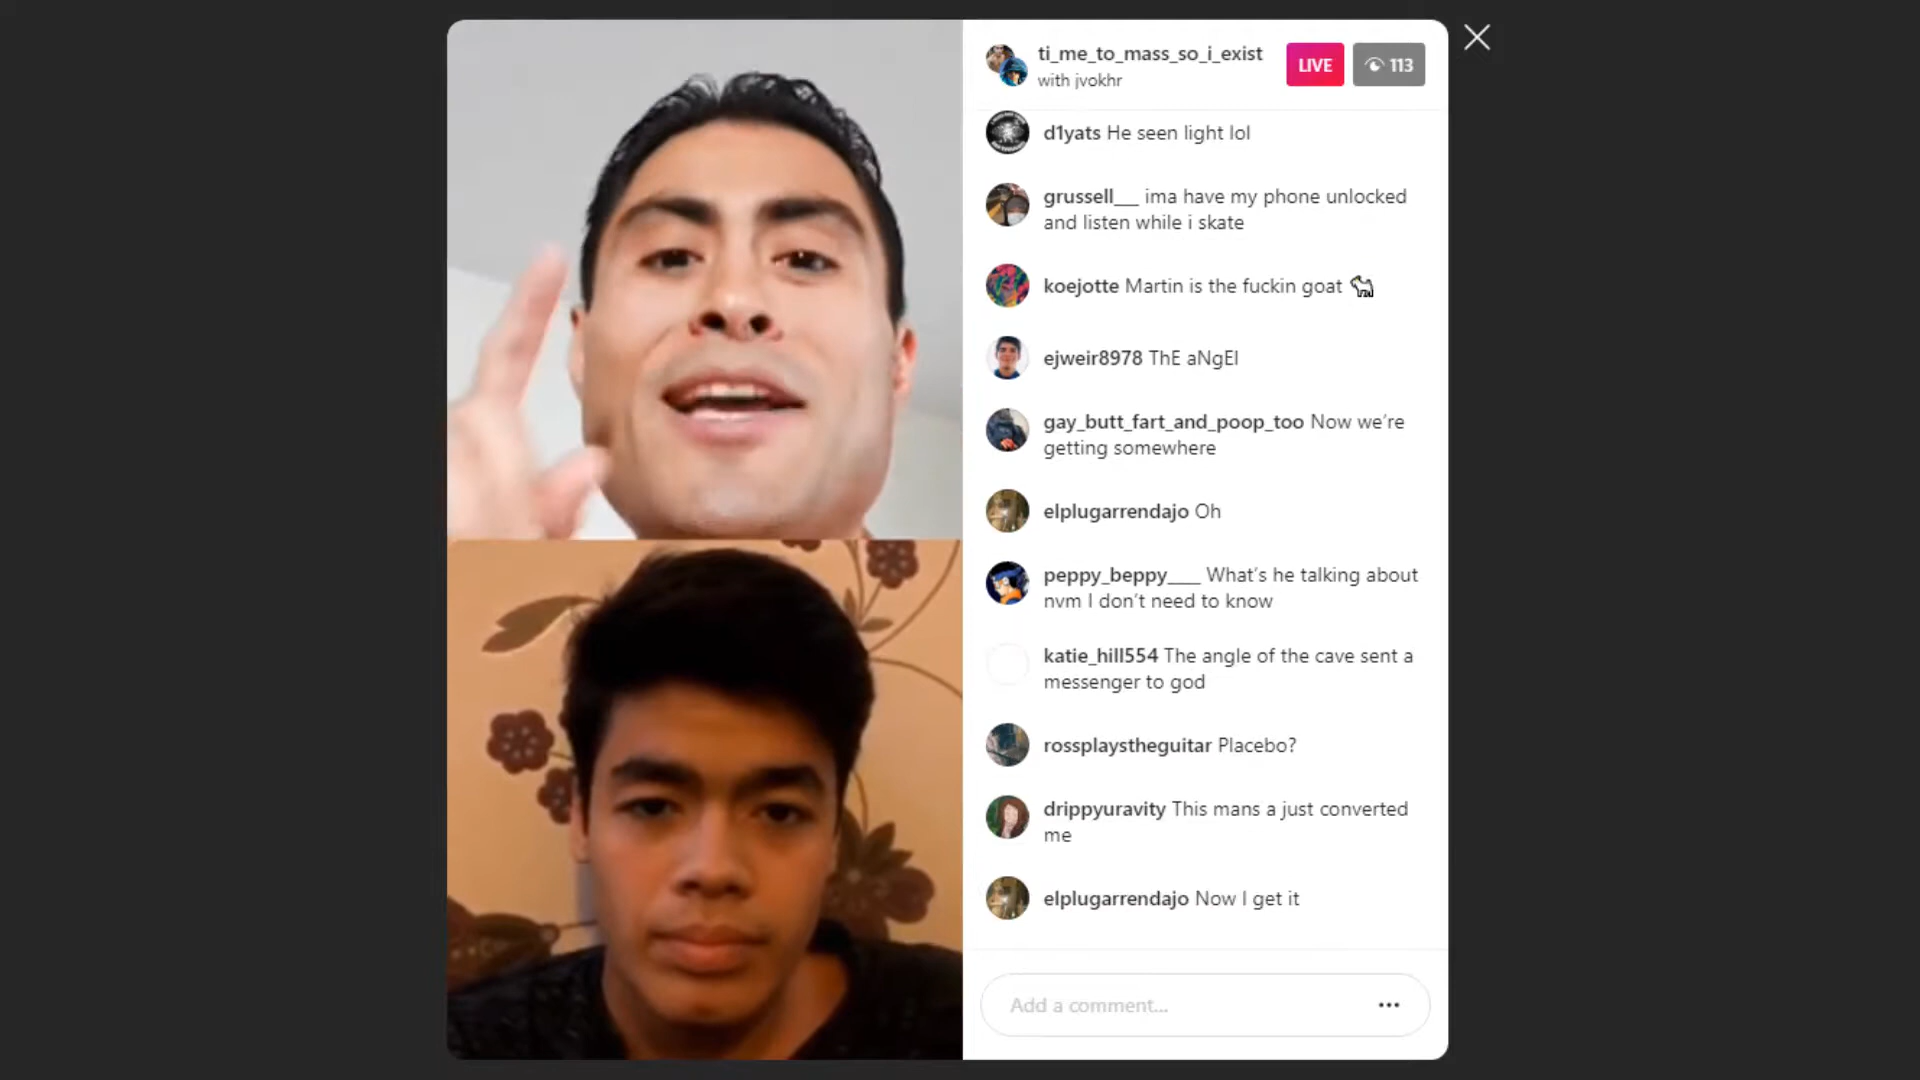 ti_me_to_mass_so_i_exist
with jvokhr
LIVE
113
d1yats He seen light lol
grussell___ ima have my phone unlocked
and listen while i skate
koejotte Martin is the fuckin goat 🐐
ejweir8978 ThE aNgEl
gay_butt_fart_and_poop_too Now we’re
getting somewhere
elplugarrendajo Oh
peppy_beppy____ What’s he talking about
nvm I don’t need to know
katie_hill554 The angle of the cave sent a
messenger to god
rossplaystheguitar Placebo?
drippyuravity This mans a just converted
me
elplugarrendajo Now I get it
Add a comment...